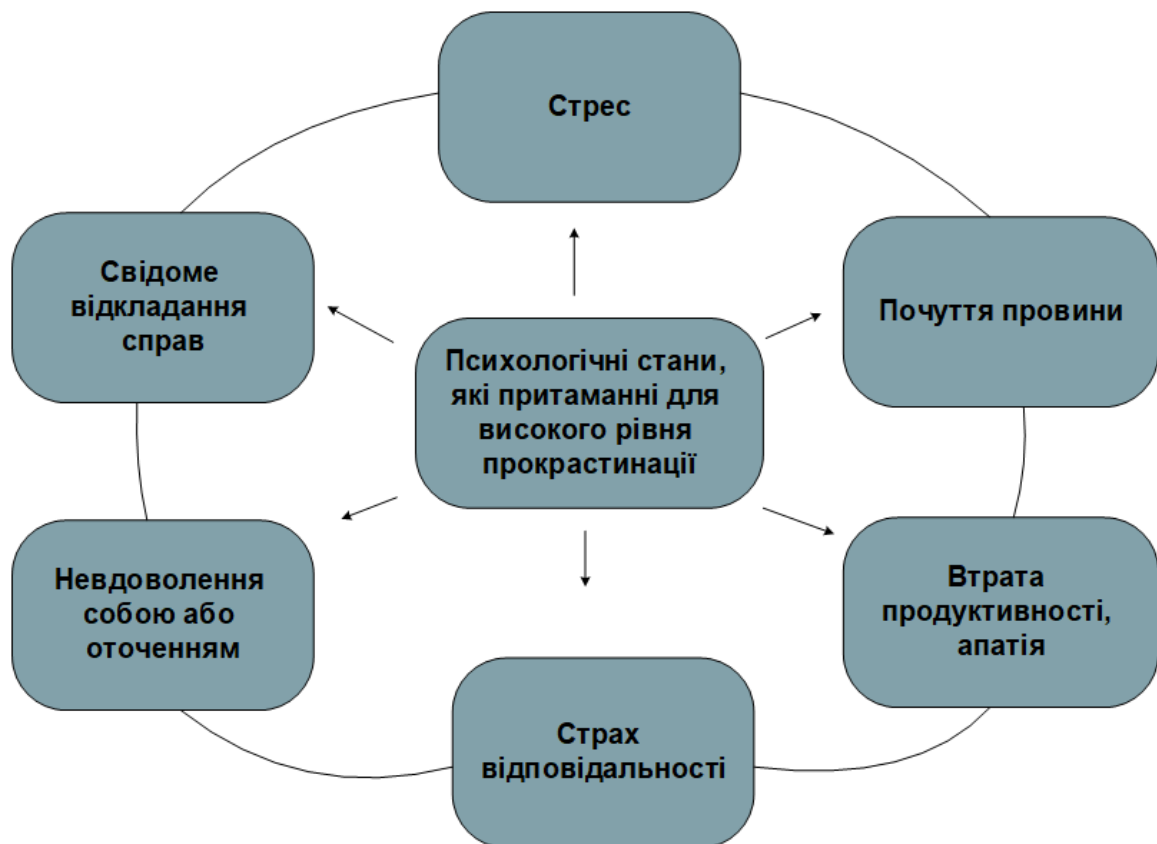 Стрес
Свідоме
відкладання
справ
Почуття провини
Психологічні стани,
які притаманні для
високого рівня
прокрастинації
Невдоволення
собою або
оточенням
Втрата
продуктивності,
апатія
Страх
відповідальності